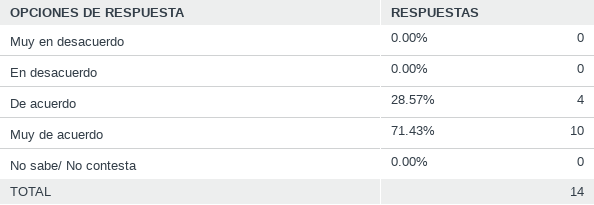 OPCIONES DE RESPUESTA RESPUESTAS
Muy en desacuerdo 0.00% 0
En desacuerdo 0.00% 0
De acuerdo 28.57% 4
Muy de acuerdo 71.43% 10
No sabe/ No contesta 0.00% 0
TOTAL 14